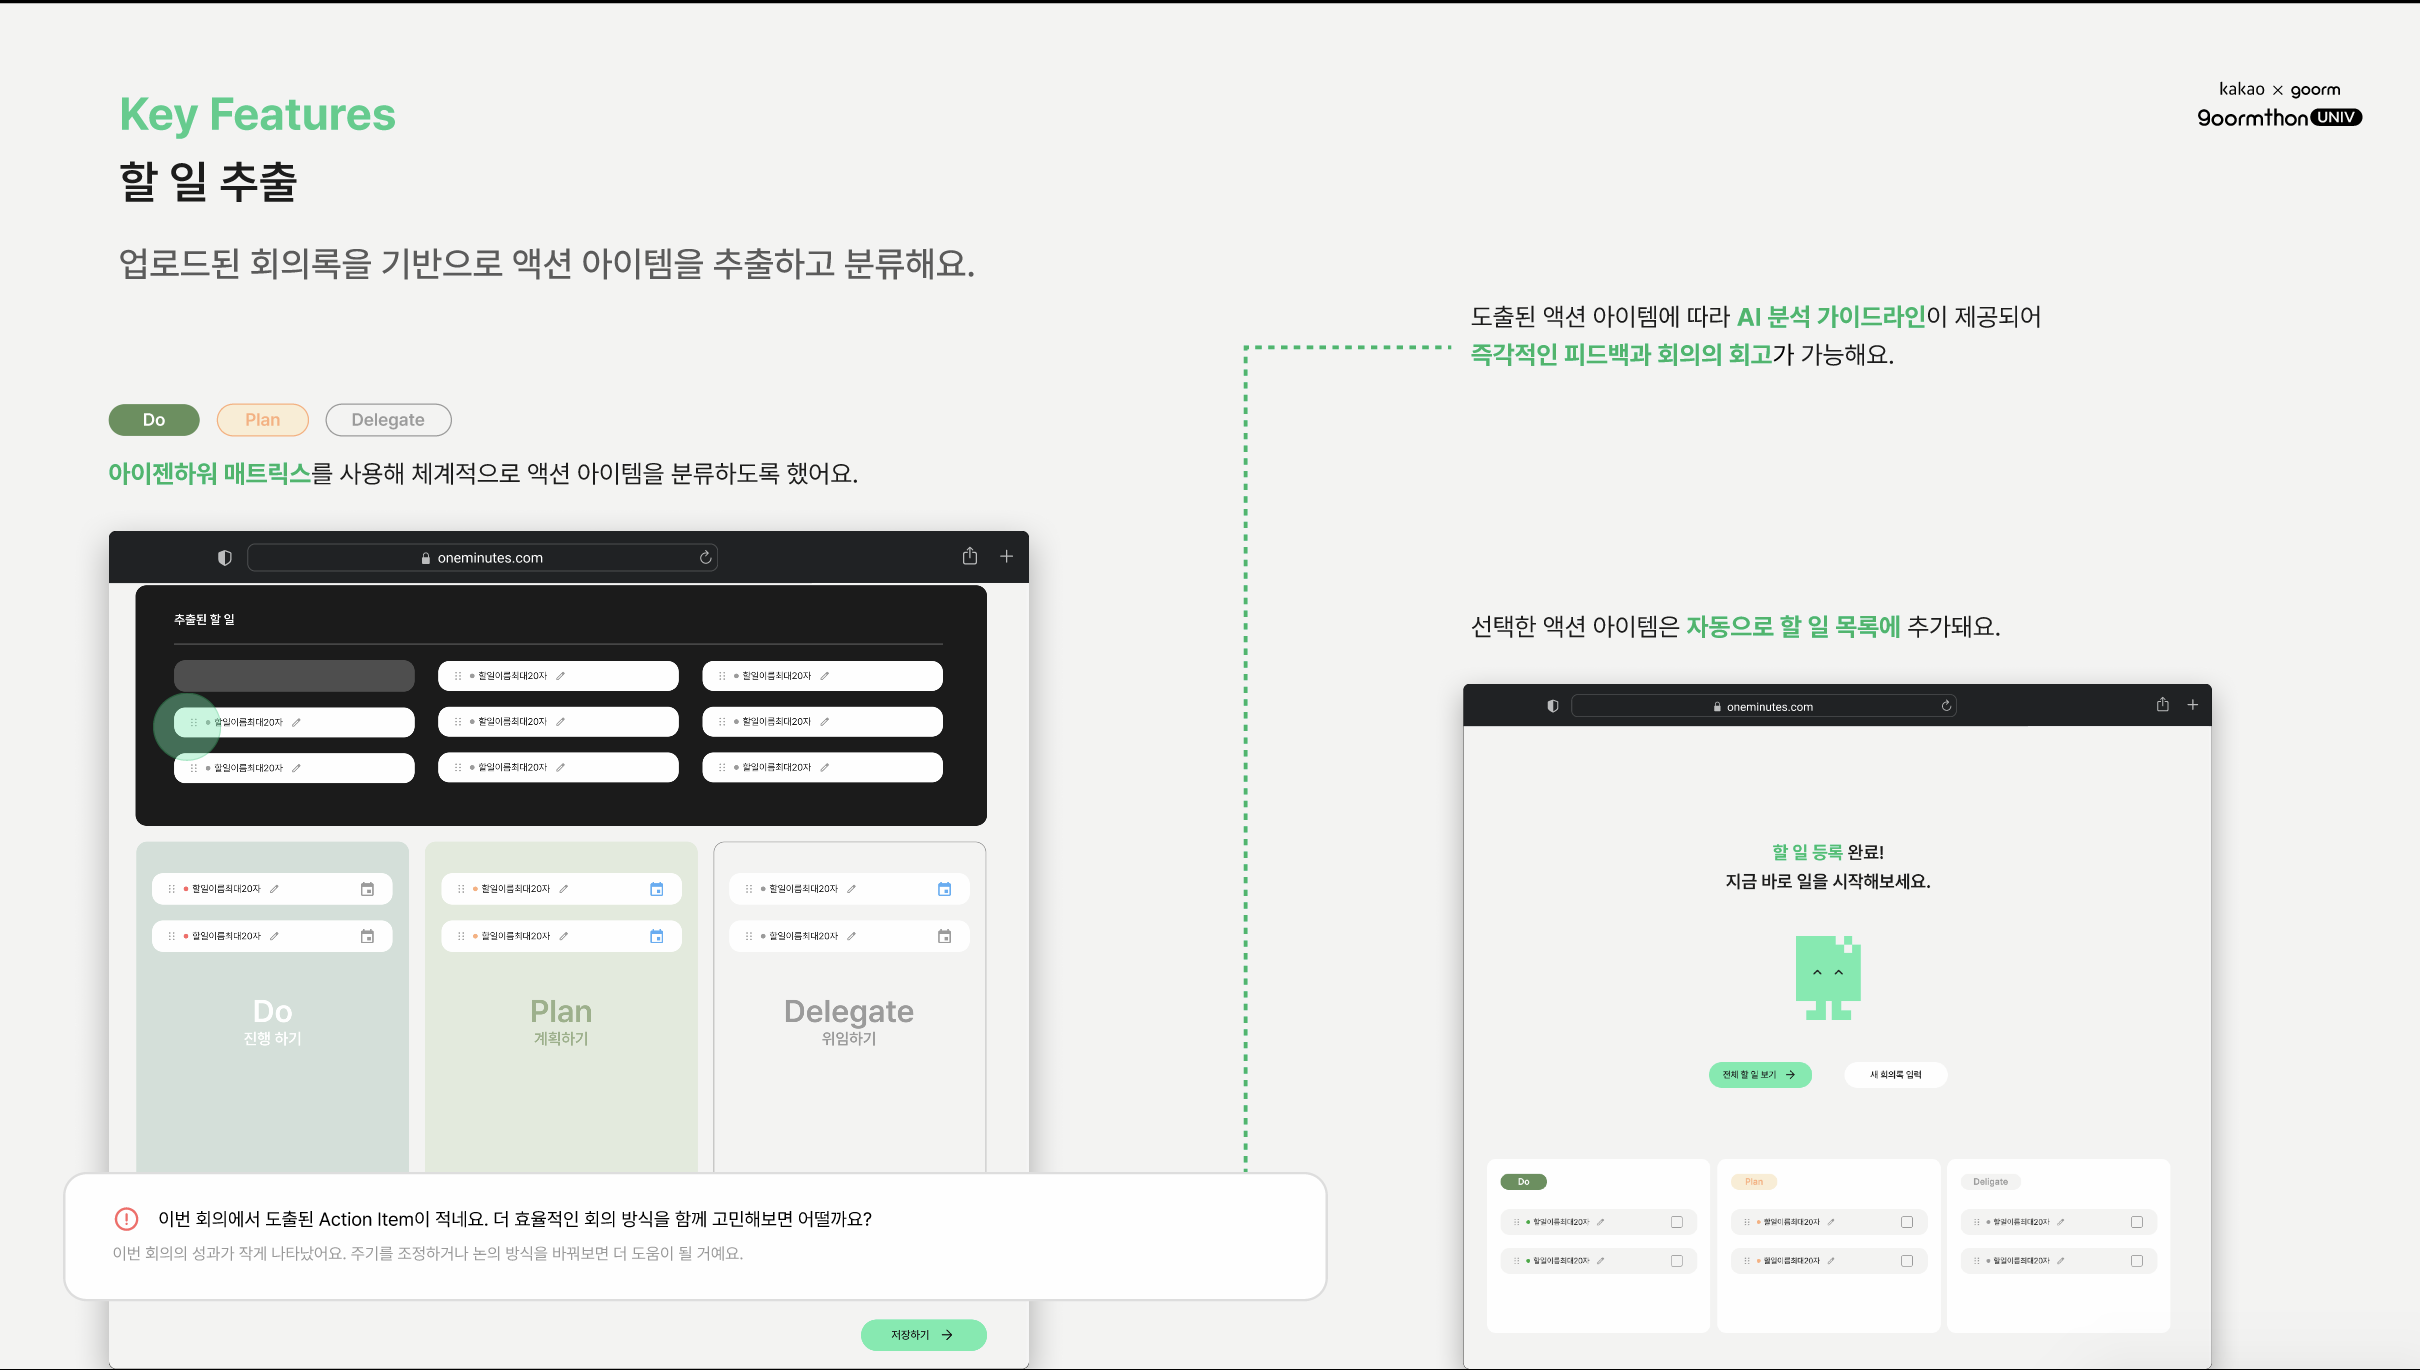 Key Features
할 일 추출
업로드된 회의록을 기반으로 액션 아이템을 추출하고 분류해요.
kakao × goorm
goormthon UNIV
Do
Plan
Delegate
아이젠하워 매트릭스를 사용해 체계적으로 액션 아이템을 분류하도록 했어요.
oneminutes.com
추출된 할 일
할일이름최대20자
할일이름최대20자
할일이름최대20자
할일이름최대20자
할일이름최대20자
할일이름최대20자
할일이름최대20자
할일이름최대20자
할일이름최대20자
할일이름최대20자
할일이름최대20자
할일이름최대20자
할일이름최대20자
할일이름최대20자
Do
진행 하기
Plan
계획하기
Delegate
위임하기
이번 회의에서 도출된 Action Item이 적네요. 더 효율적인 회의 방식을 함께 고민해보면 어떨까요?
이번 회의의 성과가 작게 나타났어요. 주기를 조정하거나 논의 방식을 바꿔보면 더 도움이 될 거예요.
저장하기
도출된 액션 아이템에 따라 AI 분석 가이드라인이 제공되어
즉각적인 피드백과 회의의 회고가 가능해요.
선택한 액션 아이템은 자동으로 할 일 목록에 추가돼요.
oneminutes.com
할 일 등록 완료!
지금 바로 일을 시작해보세요.
전체 할 일 보기
새 회의록 입력
Do
할일이름최대20자
할일이름최대20자
Plan
할일이름최대20자
할일이름최대20자
Deligate
할일이름최대20자
할일이름최대20자